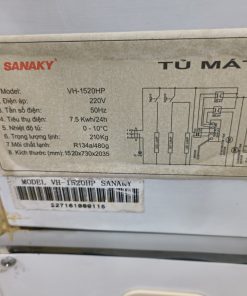 SANAKY TỦ MÁT
Model VH-1520HP
1. Điện áp: 220V
3. Tần số điện: 50Hz
4. Tiêu thụ điện: 7.5 Kwh/24h
5. Nhiệt độ tủ: 0 - 10°C
6. Trọng lượng: 210Kg
7. Môi chất lạnh: R134a/480g
8. Kích thước (mm): 1520x730x2035
MODEL VH-1520HP SANAKY